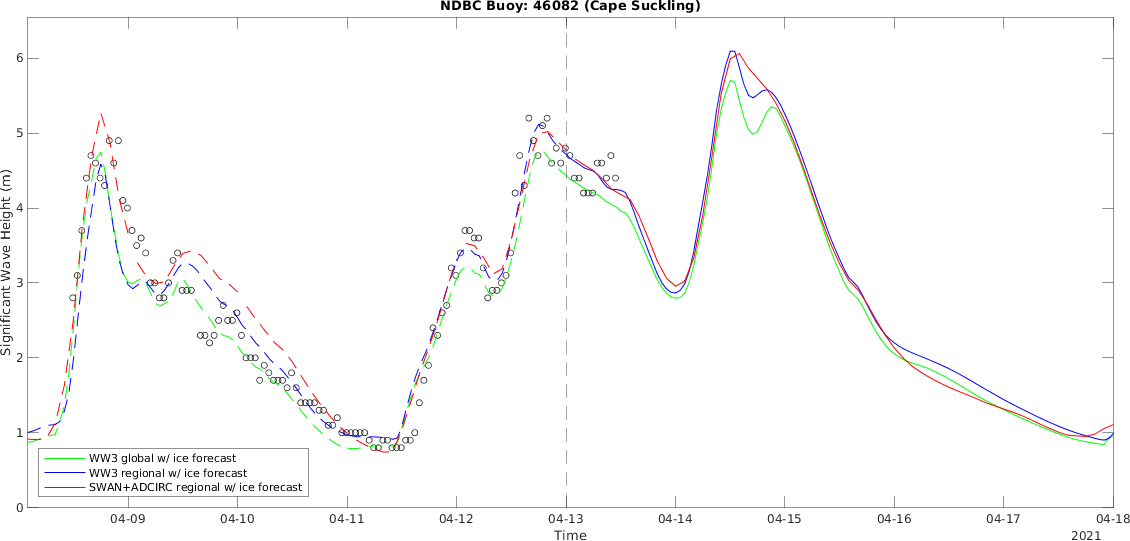 NDBC Buoy: 46082 (Cape Suckling)
Significant Wave Height (m)
6
5
4
3
2
1
0
WW3 global w/ ice forecast
WW3 regional w/ ice forecast
SWAN+ADCIRC regional w/ ice forecast
04-09 04-10 04-11 04-12 04-13 04-14 04-15 04-16 04-17 04-18
Time
2021